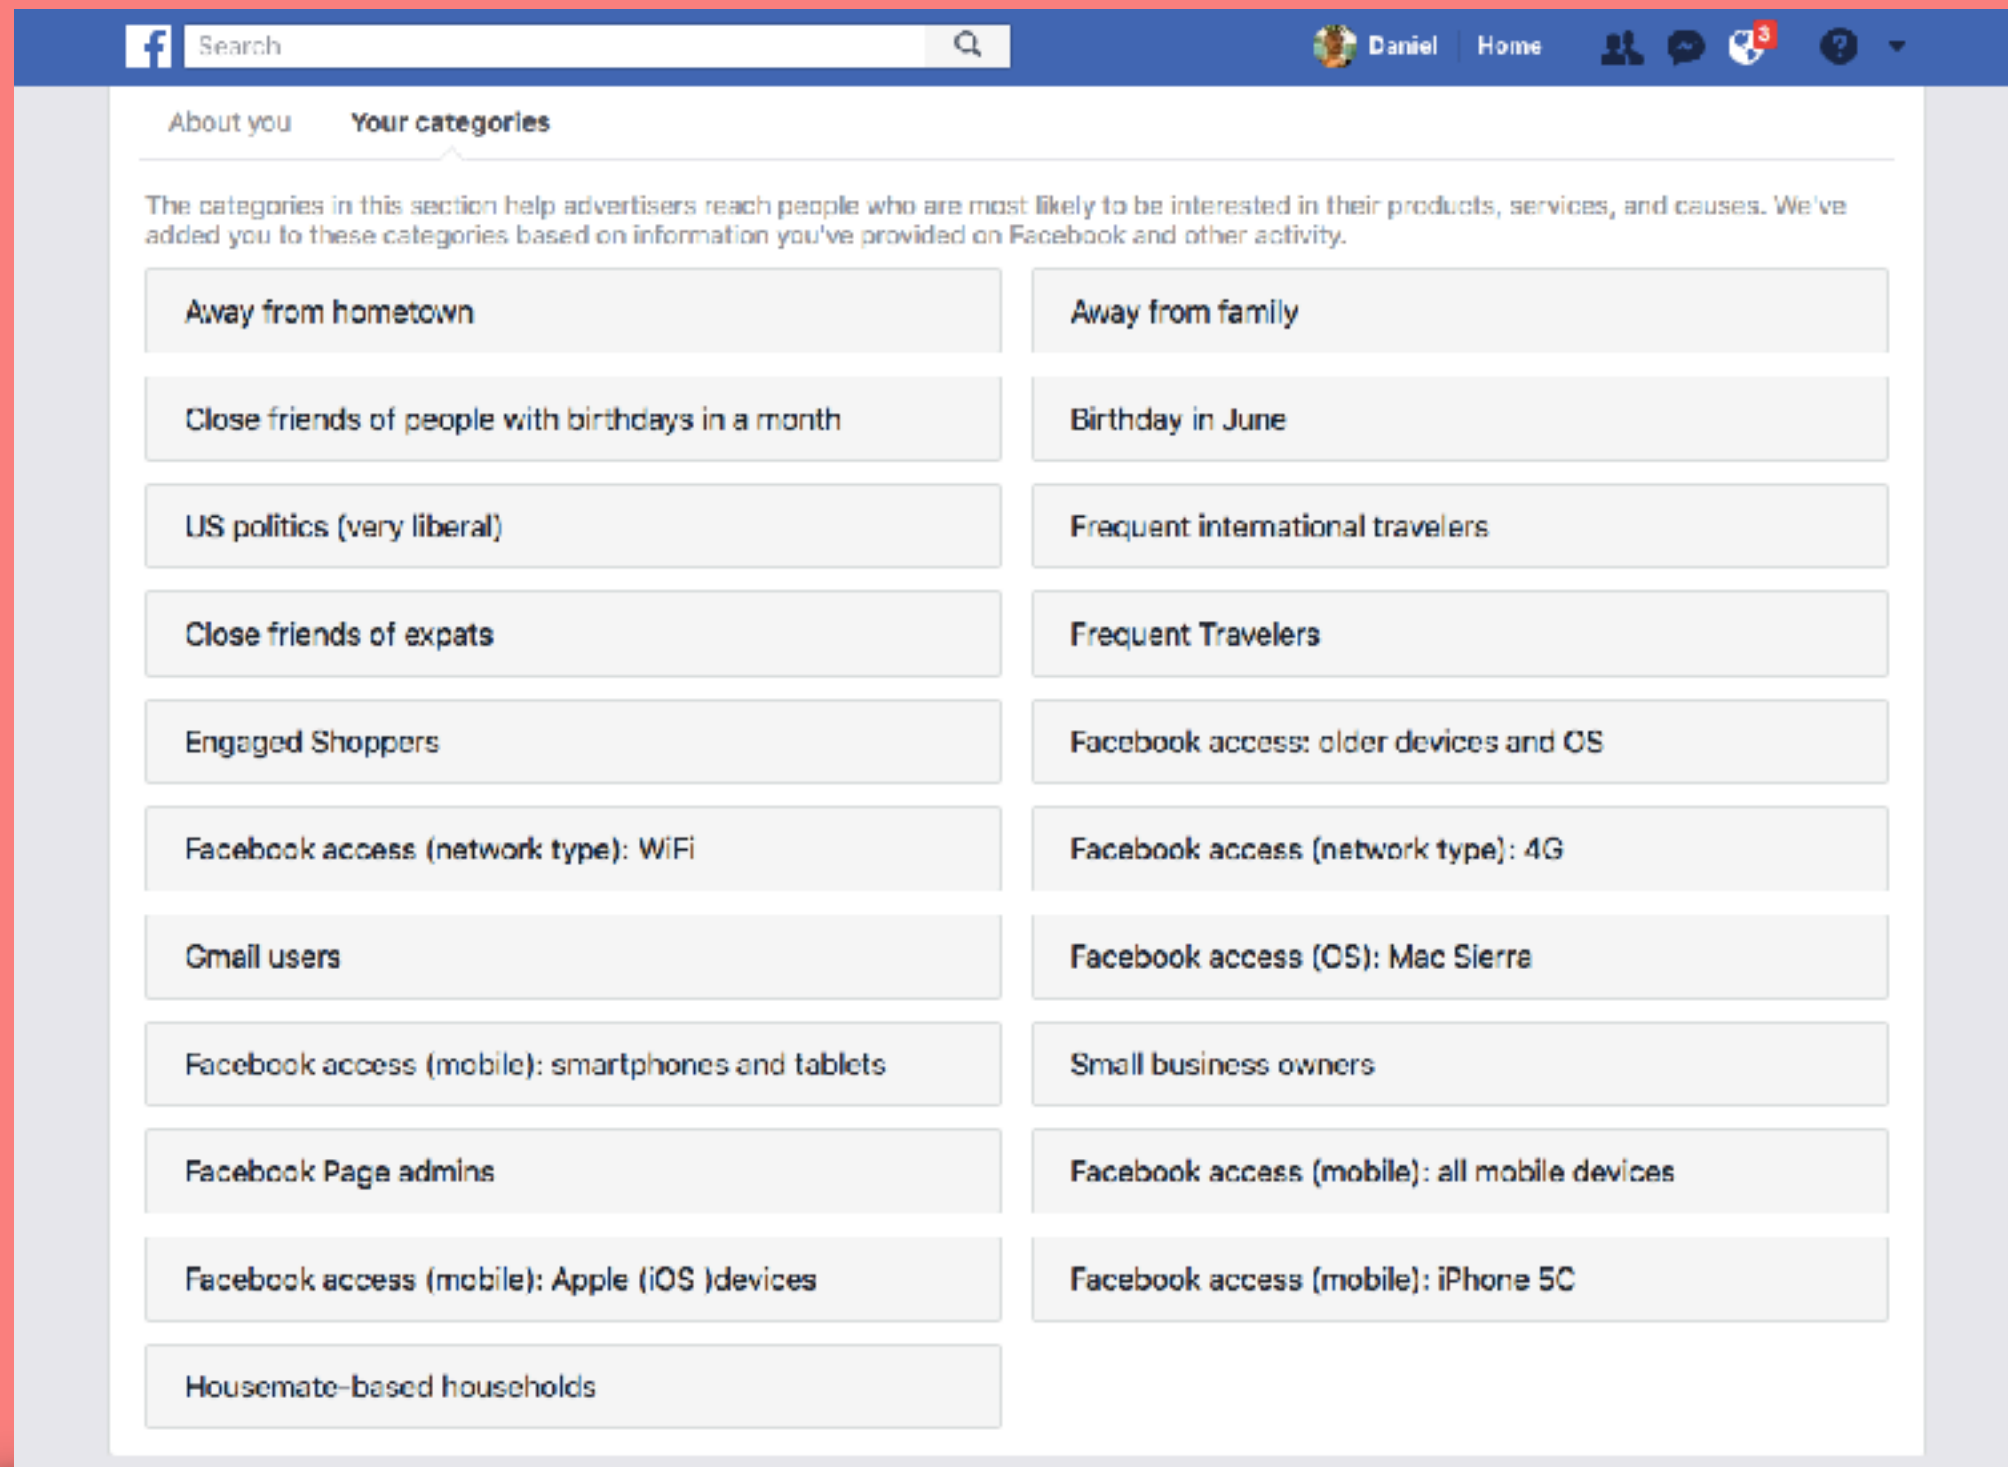 f Search Daniel Home 3 ?
About you Your categories
The categories in this section help advertisers reach people who are most likely to be interested in their products, services, and causes. We've
added you to these categories based on information you've provided on Facebook and other activity.
Away from hometown Away from family
Close friends of people with birthdays in a month Birthday in June
US politics (very liberal) Frequent international travelers
Close friends of expats Frequent Travelers
Engaged Shoppers Facebook access: older devices and OS
Facebook access (network type): WiFi Facebook access (network type): 4G
Gmail users Facebook access (OS): Mac Sierra
Facebook access (mobile): smartphones and tablets Small business owners
Facebook Page admins Facebook access (mobile): all mobile devices
Facebook access (mobile): Apple (iOS )devices Facebook access (mobile): iPhone 5C
Housemate-based households